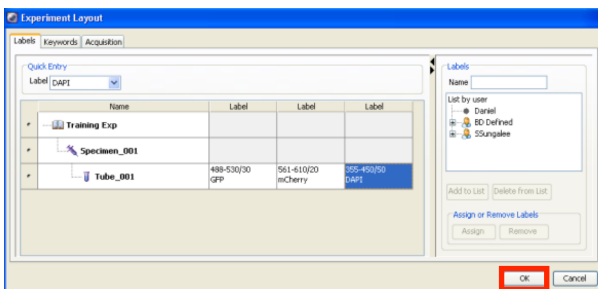 Experiment Layout
Labels Keywords Acquisition
Quick Entry
Label DAPI
Name Label Label Label
Training Exp
Specimen_001
Tube_001
488-530/30 561-610/20 355-450/50
GFP mCherry DAPI
Labels
Name
List by user
Daniel
BD Defined
SSungalee
Add to List Delete from List
Assign or Remove Labels
Assign Remove
OK Cancel